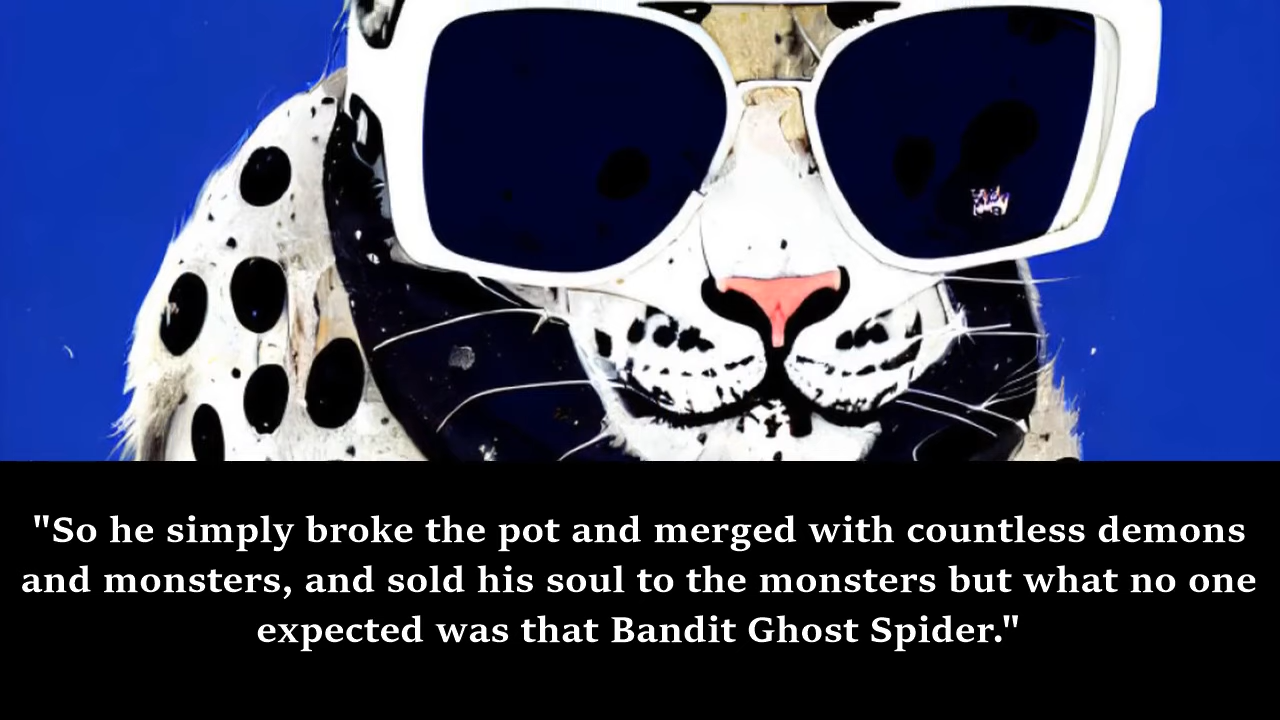 "So he simply broke the pot and merged with countless demons
and monsters, and sold his soul to the monsters but what no one
expected was that Bandit Ghost Spider."